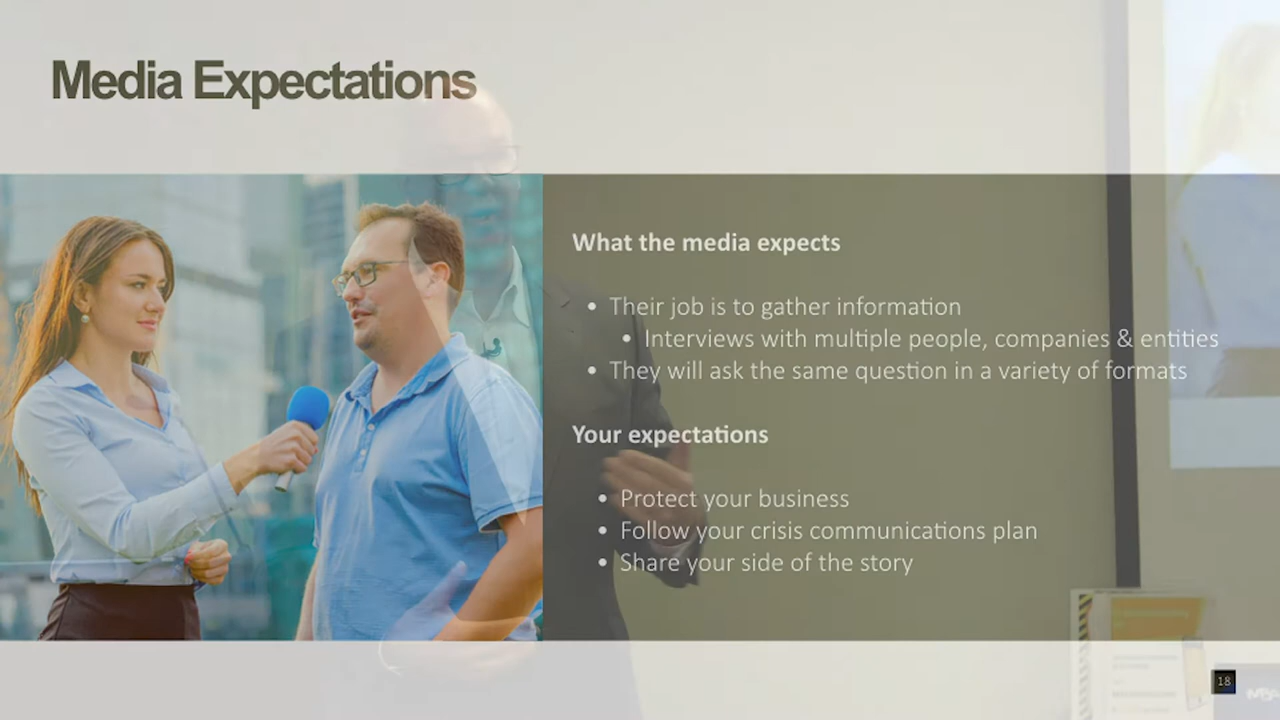 Media Expectations
What the media expects
• Their job is to gather information
• Interviews with multiple people, companies & entities
• They will ask the same question in a variety of formats
Your expectations
• Protect your business
• Follow your crisis communications plan
• Share your side of the story
18